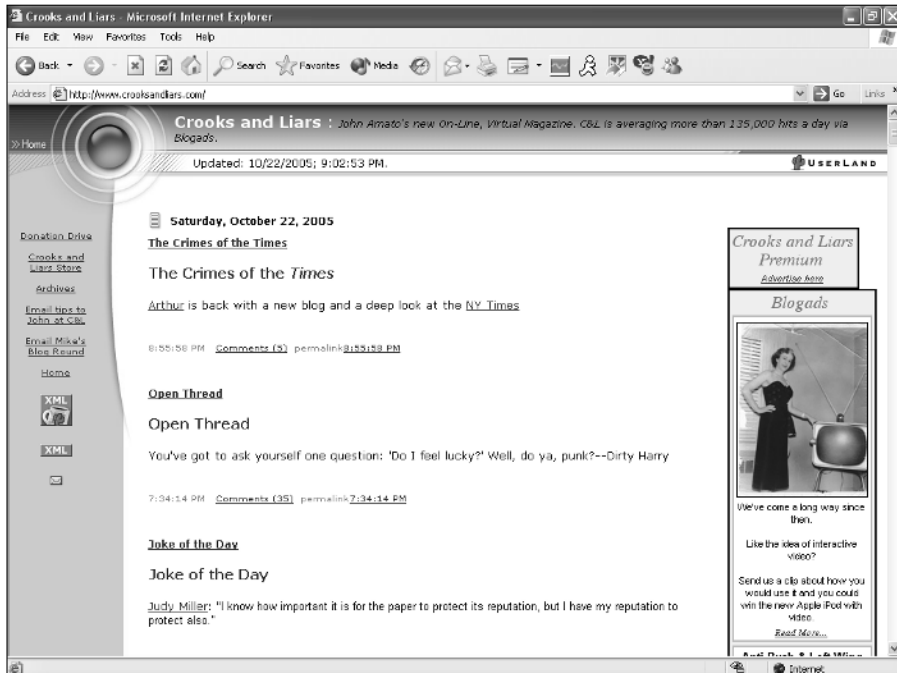 Crooks and Liars - Microsoft Internet Explorer
File Edit View Favorites Tools Help
Back Search Favorites Media
Address http://www.crooksandliars.com/ Go Links
Crooks and Liars : John Amato's new On-Line, Virtual Magazine. C&L is averaging more than 135,000 hits a day via
Blogads.
>> Home
Updated: 10/22/2005; 9:02:53 PM.
USERLAND
Donation Drive
Crooks and
Liars Store
Archives
Email tips to
John at C&L
Email Mike's
Blog Round
Home
XML
XML
Saturday, October 22, 2005
The Crimes of the Times
The Crimes of the Times
Arthur is back with a new blog and a deep look at the NY Times
8:55:58 PM Comments (5) permalink8:55:58 PM
Open Thread
Open Thread
You've got to ask yourself one question: 'Do I feel lucky?' Well, do ya, punk?--Dirty Harry
7:34:14 PM Comments (35) permalink7:34:14 PM
Joke of the Day
Joke of the Day
Judy Miller: "I know how important it is for the paper to protect its reputation, but I have my reputation to
protect also."
Crooks and Liars
Premium
Advertise here
Blogads
We've come a long way since
then.
Like the idea of interactive
video?
Send us a clip about how you
would use it and you could
win the new Apple iPod with
video.
Read More...
Anti Bush & Left Wing
Internet